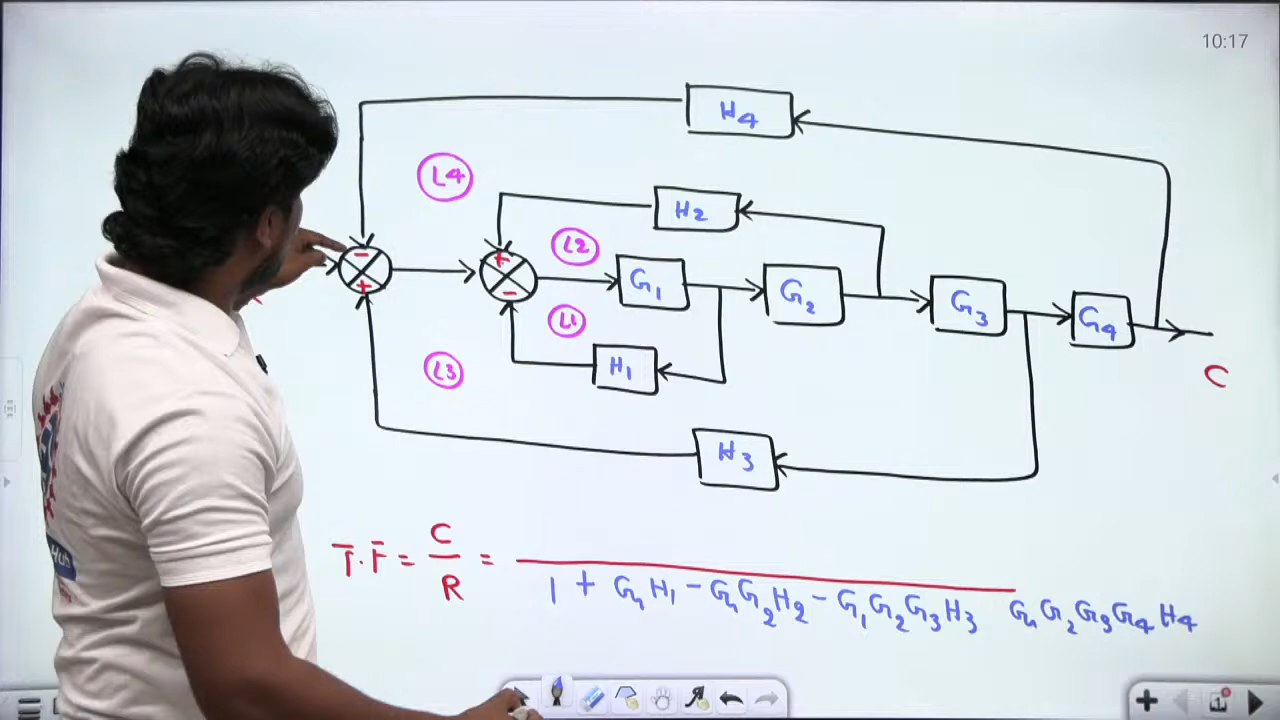 10:17
H4
L4
H2
−
+
L2
G1
G2
+
−
G3
G4
L1
H1
L3
C
H3
T.F = C/R =
1 + G1H1 − G1G2H2 − G1G2G3H3 G1G2G3G4H4
Hub